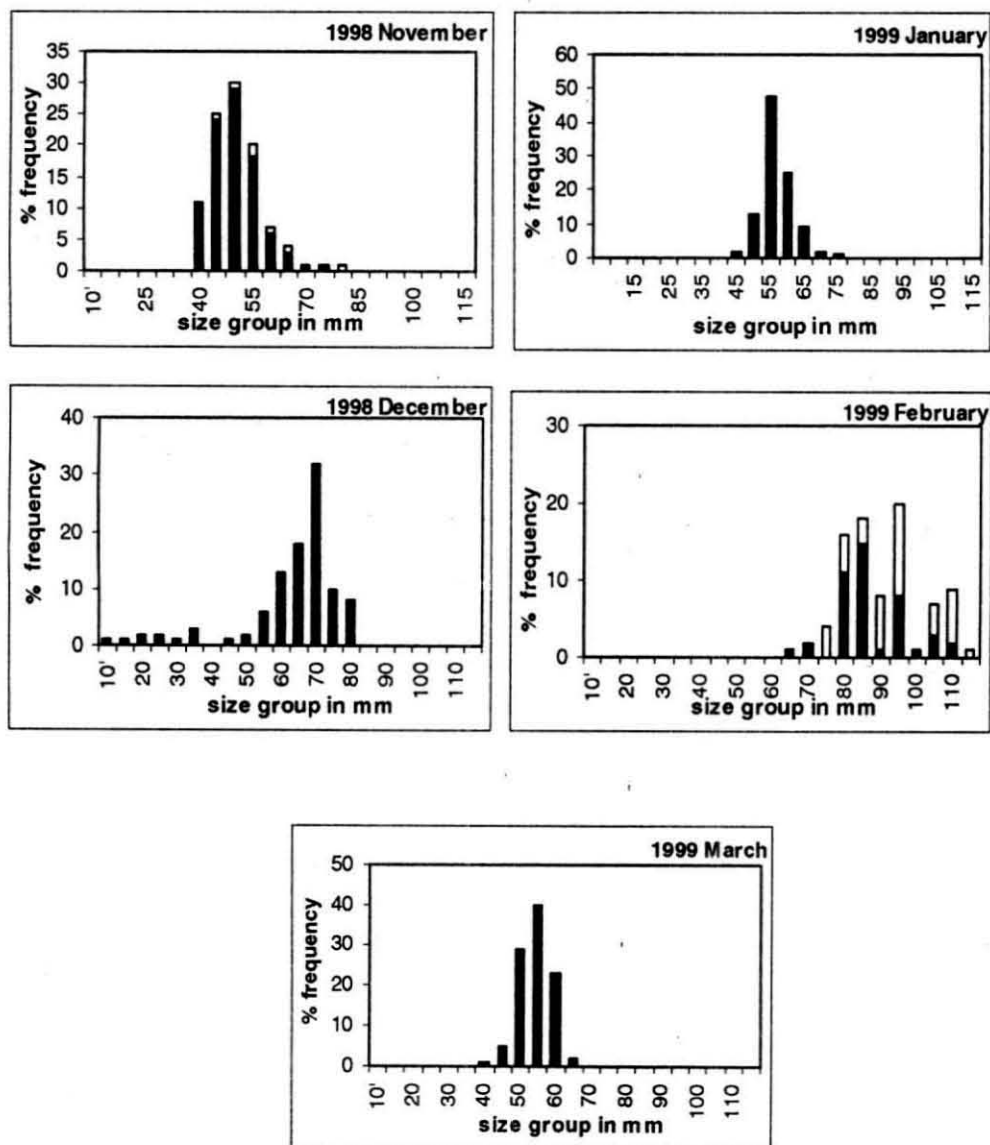 1998 November
35
30
25
20
15
10
5
0
% frequency
10' 25 40 55 70 85 100 115
size group in mm
1999 January
60
50
40
30
20
10
0
% frequency
15 25 35 45 55 65 75 85 95 105 115
size group in mm
1998 December
40
30
20
10
0
% frequency
10' 20 30 40 50 60 70 80 90 100 110
size group in mm
1999 February
30
20
10
0
% frequency
10' 20 30 40 50 60 70 80 90 100 110
size group in mm
1999 March
50
40
30
20
10
0
% frequency
10' 20 30 40 50 60 70 80 90 100 110
size group in mm